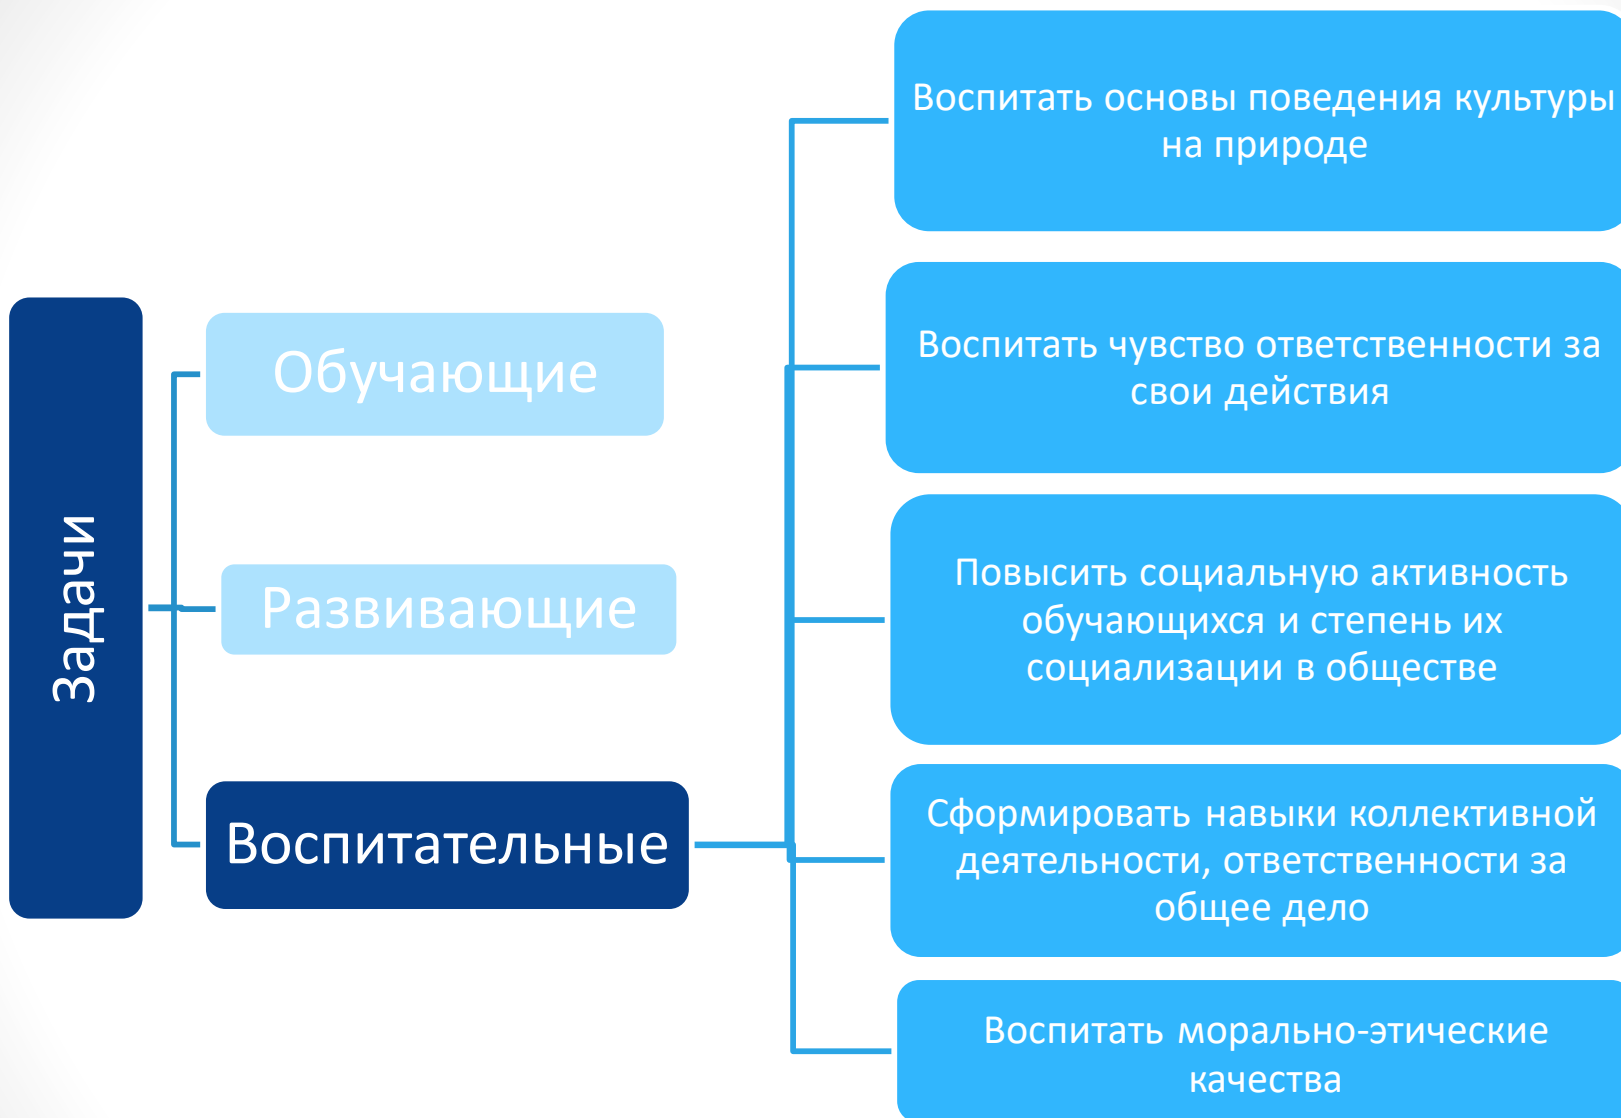 Задачи
Обучающие
Развивающие
Воспитательные
Воспитать основы поведения культуры
на природе
Воспитать чувство ответственности за
свои действия
Повысить социальную активность
обучающихся и степень их
социализации в обществе
Сформировать навыки коллективной
деятельности, ответственности за
общее дело
Воспитать морально-этические
качества